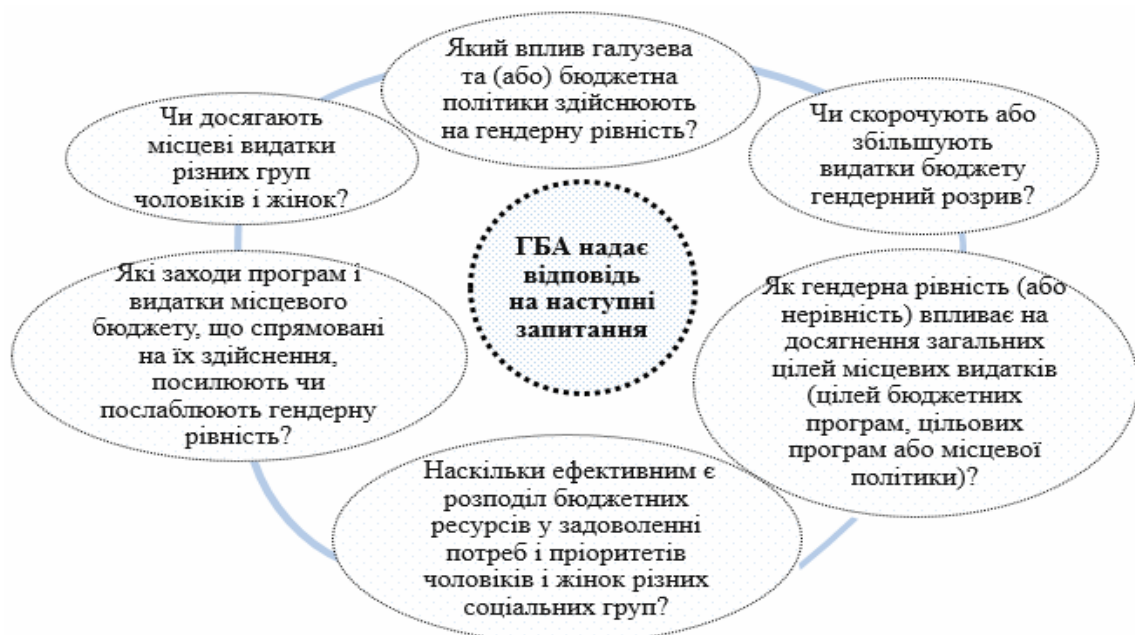 Який вплив галузева
та (або) бюджетна
політики здійснюють
на гендерну рівність?
Чи скорочують або
збільшують
видатки бюджету
гендерний розрив?
Як гендерна рівність (або
нерівність) впливає на
досягнення загальних
цілей місцевих видатків
(цілей бюджетних
програм, цільових
програм або місцевої
політики)?
Наскільки ефективним є
розподіл бюджетних
ресурсів у задоволенні
потреб і пріоритетів
чоловіків і жінок різних
соціальних груп?
Які заходи програм і
видатки місцевого
бюджету, що спрямовані
на їх здійснення,
посилюють чи
послаблюють гендерну
рівність?
Чи досягають
місцеві видатки
різних груп
чоловіків і жінок?
ГБА надає
відповідь
на наступні
запитання